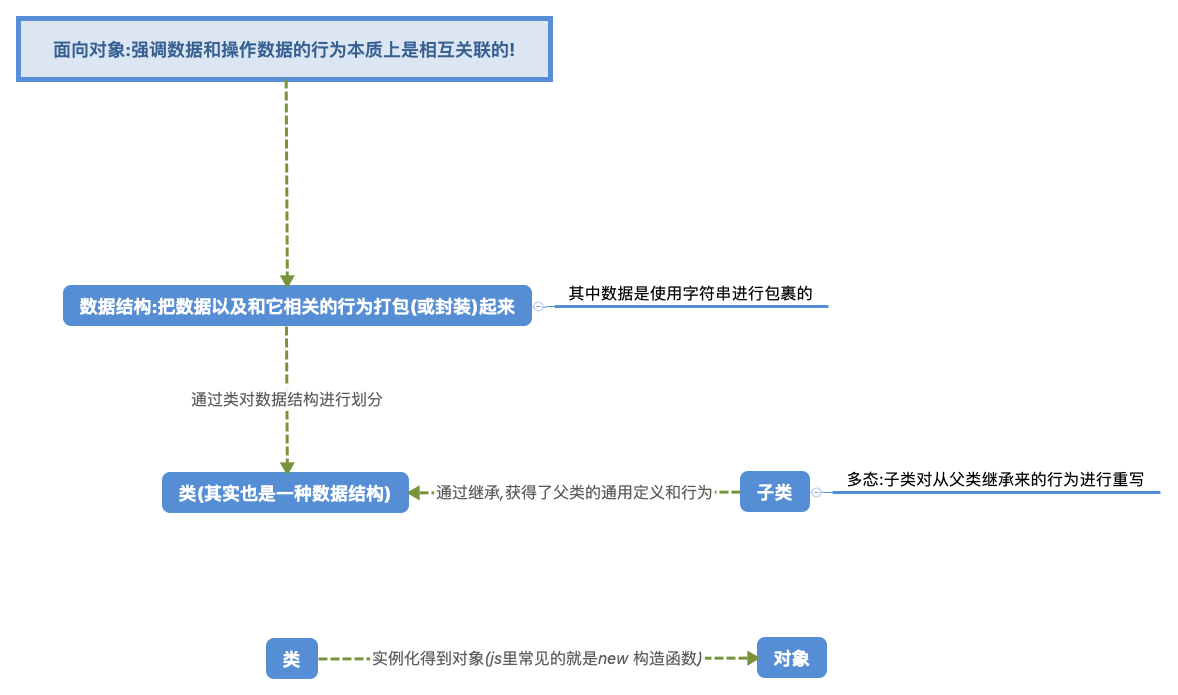 面向对象:强调数据和操作数据的行为本质上是相互关联的!
数据结构:把数据以及和它相关的行为打包(或封装)起来
其中数据是使用字符串进行包裹的
通过类对数据结构进行划分
类(其实也是一种数据结构)
通过继承,获得了父类的通用定义和行为
子类
多态:子类对从父类继承来的行为进行重写
类
实例化得到对象(js里常见的就是new 构造函数)
对象